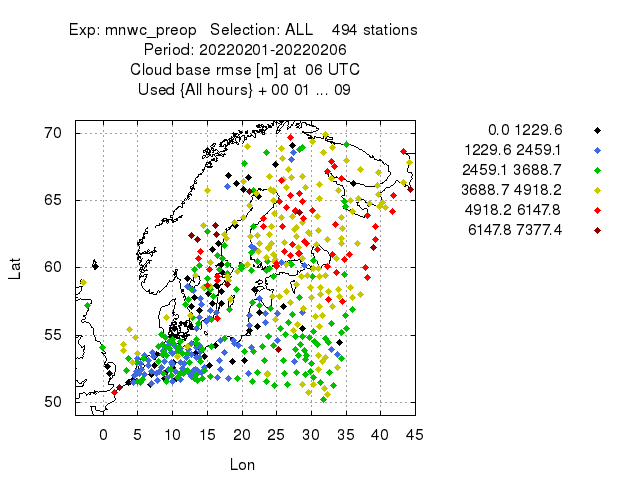 Exp: mnwc_preop   Selection: ALL    494 stations
Period: 20220201-20220206
Cloud base rmse [m] at  06 UTC
Used {All hours} + 00 01 ... 09
70
65
60
55
50
Lat
0 5 10 15 20 25 30 35 40 45
Lon
0.0 1229.6
1229.6 2459.1
2459.1 3688.7
3688.7 4918.2
4918.2 6147.8
6147.8 7377.4